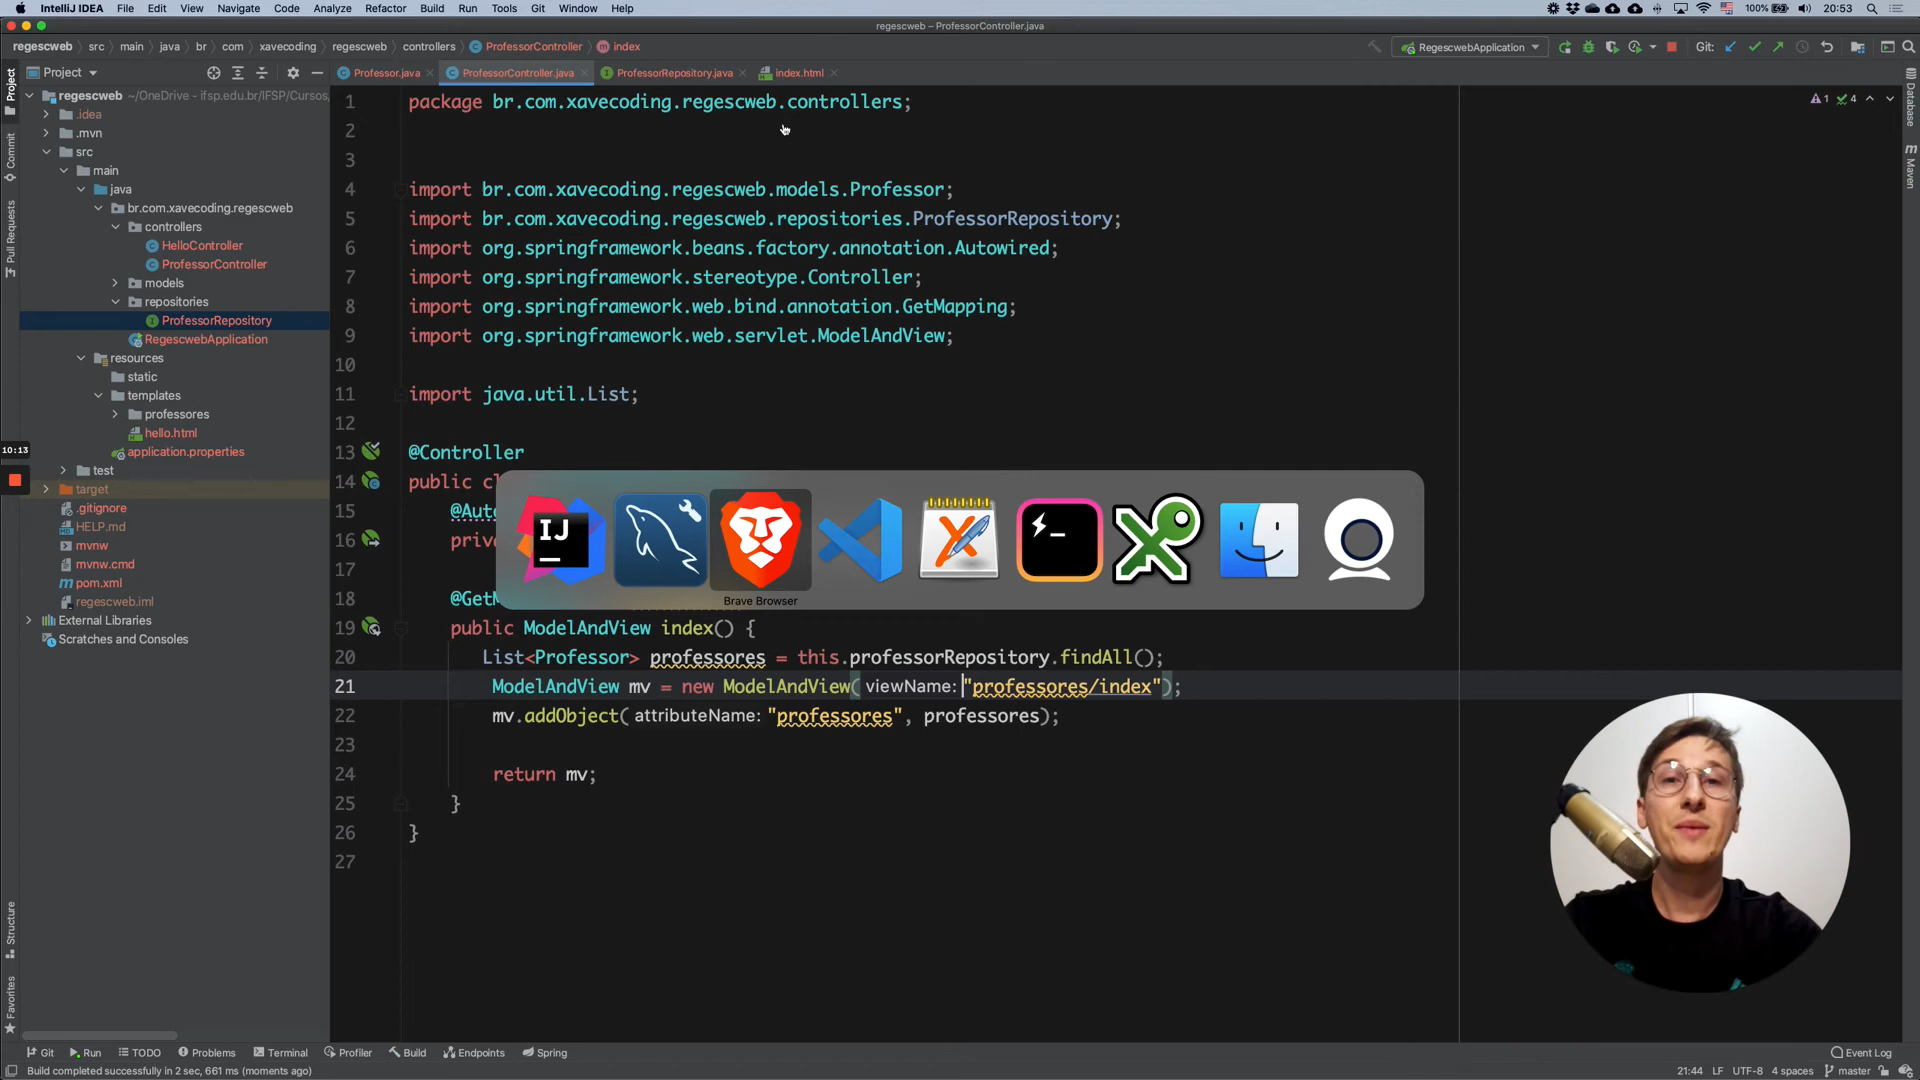 IntelliJ IDEA File Edit View Navigate Code Analyze Refactor Build Run Tools Git Window Help 100% 20:53
regescweb – ProfessorController.java
regescweb src main java br com xavecoding regescweb controllers ProfessorController index RegescwebApplication Git:
Project Professor.java ProfessorController.java ProfessorRepository.java index.html
regescweb ~/OneDrive - ifsp.edu.br/IFSP/Cursos,
.idea
.mvn
src
main
java
br.com.xavecoding.regescweb
controllers
HelloController
ProfessorController
models
repositories
ProfessorRepository
RegescwebApplication
resources
static
templates
professores
hello.html
application.properties
test
target
.gitignore
HELP.md
mvnw
mvnw.cmd
pom.xml
regescweb.iml
External Libraries
Scratches and Consoles
Project
Commit
Pull Requests
10:13
Structure
Favorites
1 package br.com.xavecoding.regescweb.controllers;
2
3
4 import br.com.xavecoding.regescweb.models.Professor;
5 import br.com.xavecoding.regescweb.repositories.ProfessorRepository;
6 import org.springframework.beans.factory.annotation.Autowired;
7 import org.springframework.stereotype.Controller;
8 import org.springframework.web.bind.annotation.GetMapping;
9 import org.springframework.web.servlet.ModelAndView;
10
11 import java.util.List;
12
13 @Controller
14 public cl
15 @Auto
16 priv
17
18 @GetM
19 public ModelAndView index() {
20 List<Professor> professores = this.professorRepository.findAll();
21 ModelAndView mv = new ModelAndView( viewName: "professores/index");
22 mv.addObject( attributeName: "professores", professores);
23
24 return mv;
25 }
26 }
27
1 4
Database
Maven
IJ
Brave Browser
Git Run TODO Problems Terminal Profiler Build Endpoints Spring Event Log
Build completed successfully in 2 sec, 661 ms (moments ago) 21:44 LF UTF-8 4 spaces master